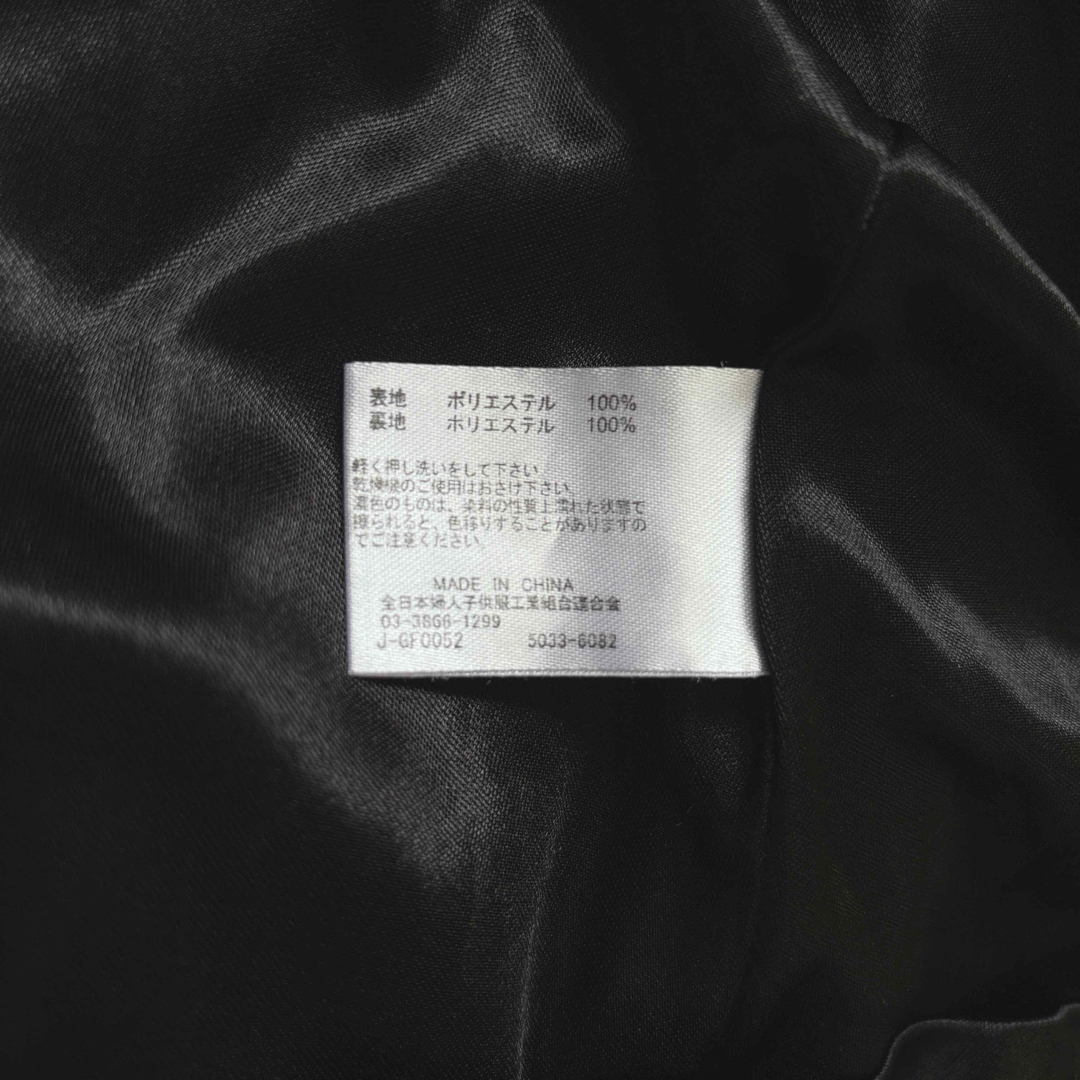 表地 ポリエステル 100%
裏地 ポリエステル 100%
軽く押し洗いをして下さい
乾燥機のご使用はおさけ下さい
濃色のものは、染料の性質上濡れた状態で
擦られると、色移りすることがありますの
でご注意ください。
MADE IN CHINA
全日本婦人子供服工業組合連合会
03-3866-1299
J-GF0052 5033-6082